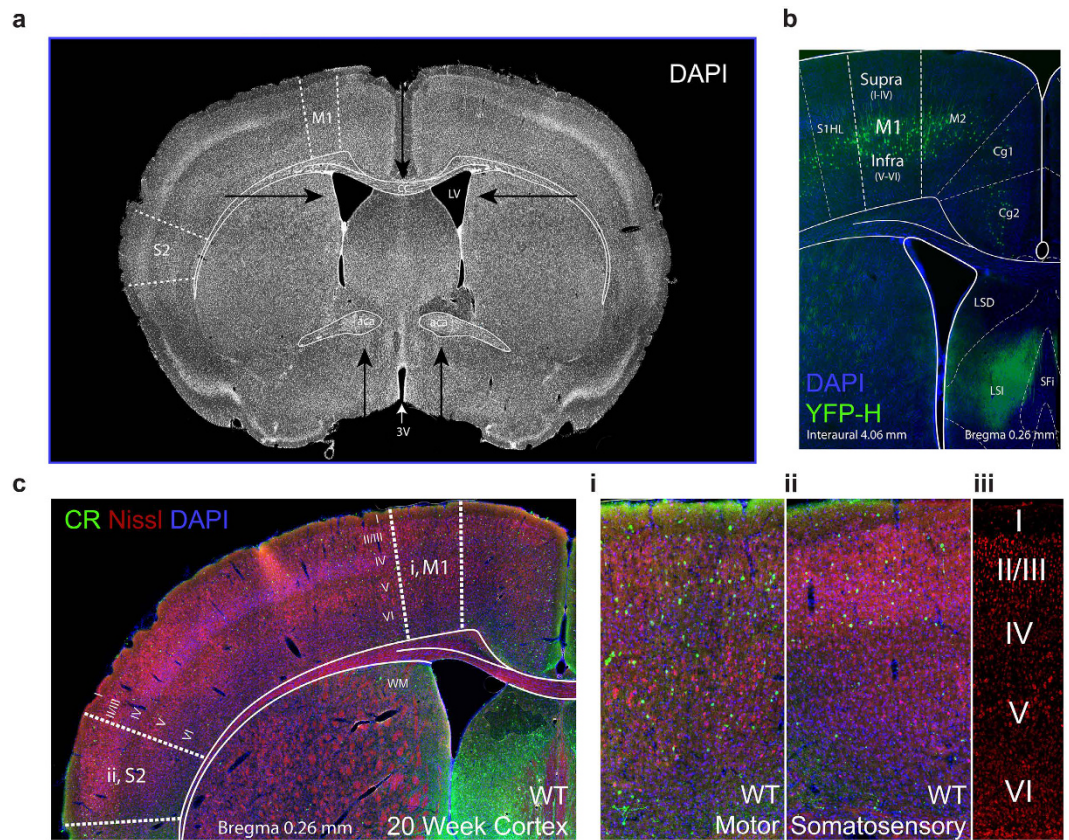 a
DAPI
M1
S2
CC
LV
aca
aca
3V
b
Supra
(I-IV)
S1HL
M1
M2
Infra
(V-VI)
Cg1
Cg2
LSD
LSI
SFi
DAPI
YFP-H
Interaural 4.06 mm
Bregma 0.26 mm
c
CR Nissl DAPI
I
II/III
IV
V
VI
i, M1
I
II/III
IV
V
VI
ii, S2
WM
WT
Bregma 0.26 mm
20 Week Cortex
i
WT
Motor
ii
WT
Somatosensory
iii
I
II/III
IV
V
VI